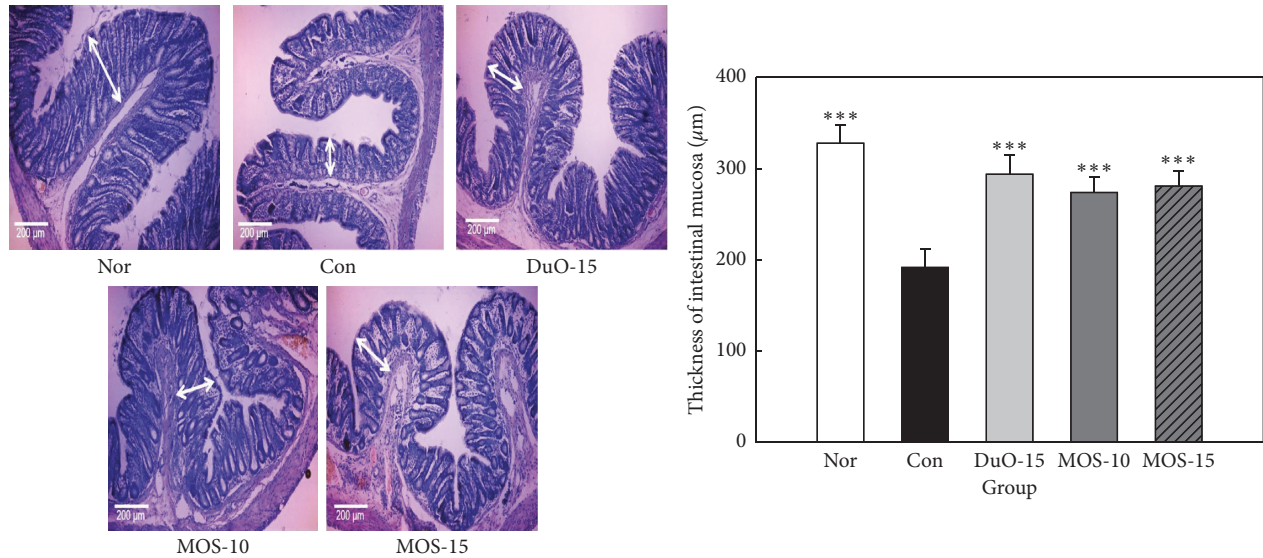 200 μm
Nor
200 μm
Con
200 μm
DuO-15
200 μm
MOS-10
200 μm
MOS-15
Thickness of intestinal mucosa (μm)
400
300
200
100
0
***
***
***
***
Nor Con DuO-15 MOS-10 MOS-15
Group